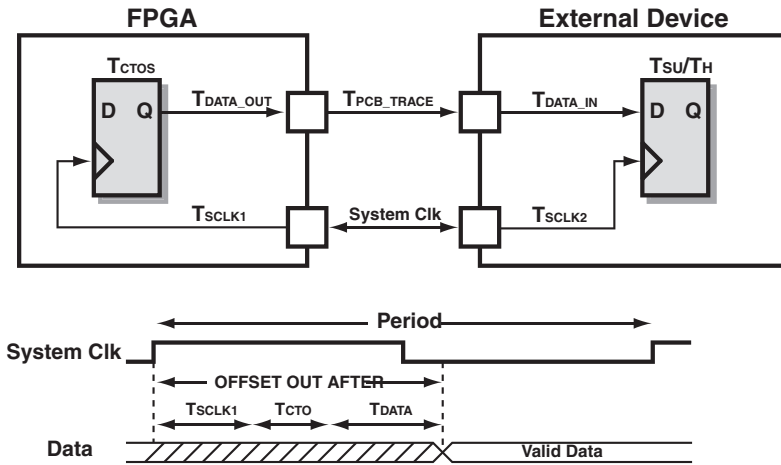 FPGA
External Device
TCTOS
TSU/TH
D Q
TDATA_OUT
TPCB_TRACE
TDATA_IN
D Q
TSCLK1
System Clk
TSCLK2
Period
System Clk
OFFSET OUT AFTER
TSCLK1
TCTO
TDATA
Data
Valid Data